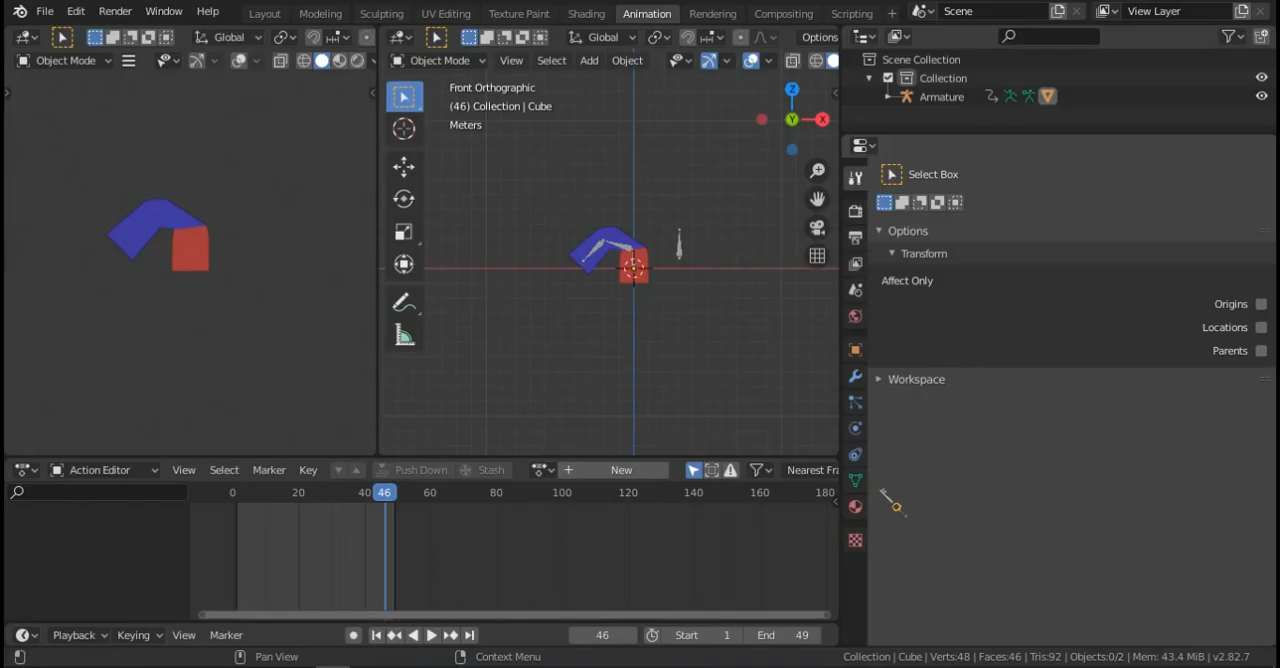 File Edit Render Window Help Layout Modeling Sculpting UV Editing Texture Paint Shading Animation Rendering Compositing Scripting + Scene View Layer
Global Global Options
Object Mode Object Mode View Select Add Object
Front Orthographic
(46) Collection | Cube
Meters
Z
Y X
Scene Collection
Collection
Armature
Select Box
Options
Transform
Affect Only
Origins
Locations
Parents
Workspace
Action Editor View Select Marker Key Push Down Stash + New Nearest Fra
0 20 40 46 60 80 100 120 140 160 180
Playback Keying View Marker 46 Start 1 End 49
Pan View Context Menu Collection | Cube | Verts:48 | Faces:46 | Tris:92 | Objects:0/2 | Mem: 43.4 MiB | v2.82.7